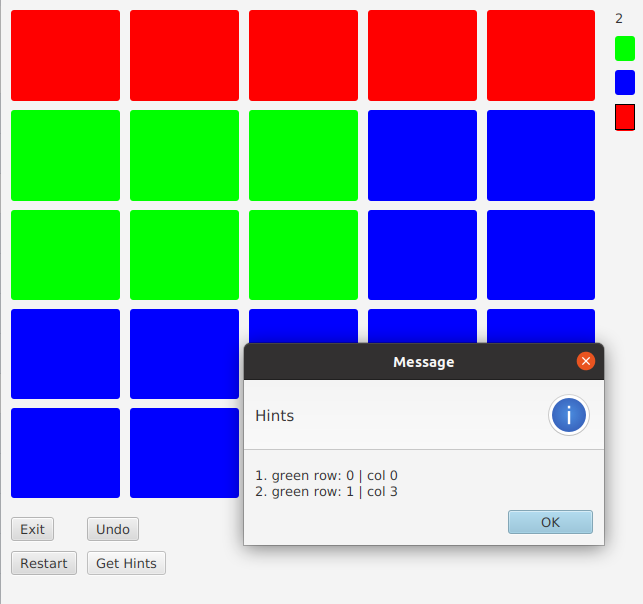 2
Message
Hints
1. green row: 0 | col 0
2. green row: 1 | col 3
OK
Exit
Undo
Restart
Get Hints